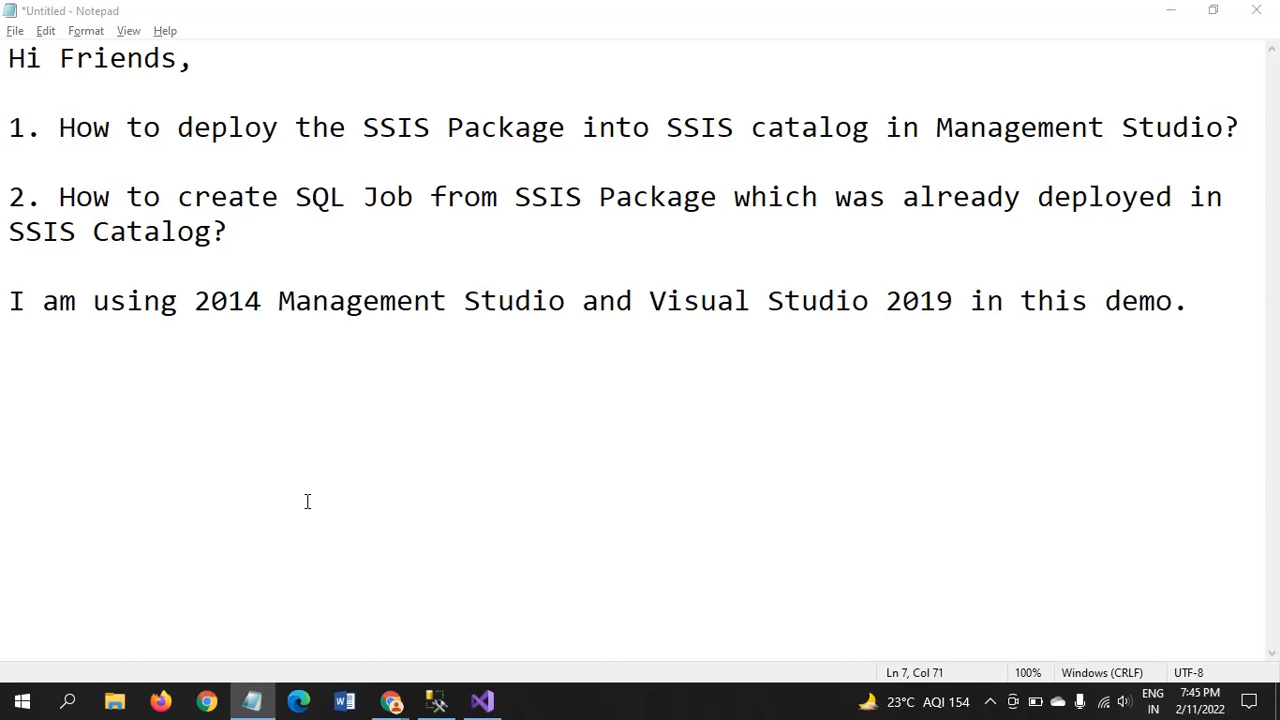 *Untitled - Notepad
File Edit Format View Help
Hi Friends,
1. How to deploy the SSIS Package into SSIS catalog in Management Studio?
2. How to create SQL Job from SSIS Package which was already deployed in
SSIS Catalog?
I am using 2014 Management Studio and Visual Studio 2019 in this demo.
Ln 7, Col 71 100% Windows (CRLF) UTF-8
23°C AQI 154 ENG 7:45 PM
IN 2/11/2022